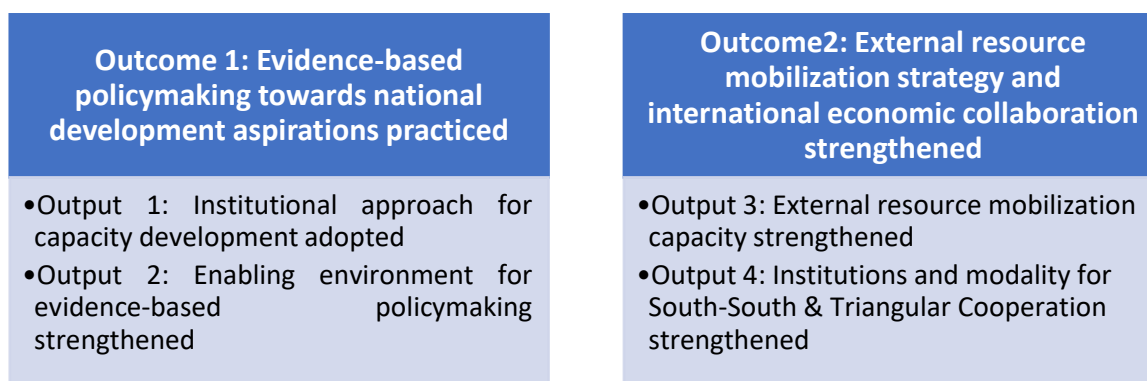 Outcome 1: Evidence-based
policymaking towards national
development aspirations practiced
•Output 1: Institutional approach for
capacity development adopted
•Output 2: Enabling environment for
evidence-based policymaking
strengthened
Outcome2: External resource
mobilization strategy and
international economic collaboration
strengthened
•Output 3: External resource mobilization
capacity strengthened
•Output 4: Institutions and modality for
South-South & Triangular Cooperation
strengthened